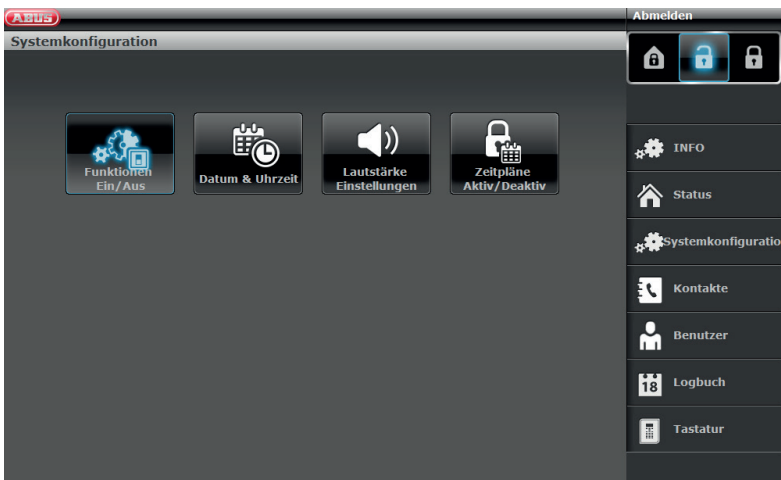 ABUS
Abmelden
Systemkonfiguration
Funktionen
Ein/Aus
Datum & Uhrzeit
Lautstärke
Einstellungen
Zeitpläne
Aktiv/Deaktiv
INFO
Status
Systemkonfiguratio
Kontakte
Benutzer
18
Logbuch
Tastatur